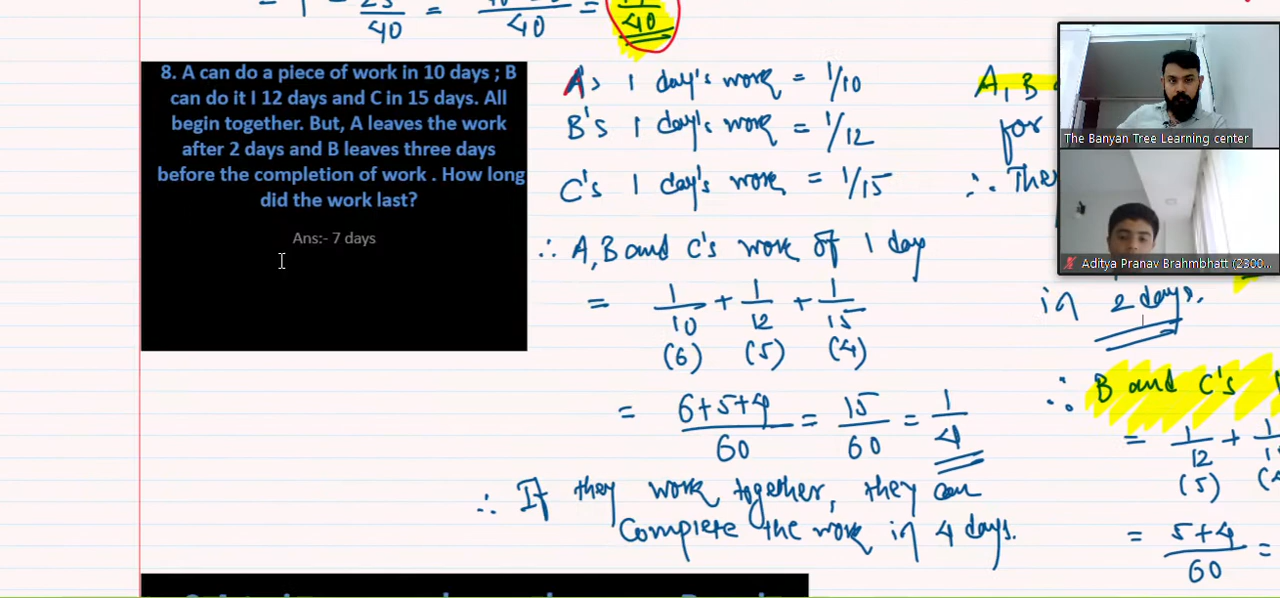 40
40
40
8. A can do a piece of work in 10 days ; B
can do it I 12 days and C in 15 days. All
begin together. But, A leaves the work
after 2 days and B leaves three days
before the completion of work . How long
did the work last?
Ans:- 7 days
A's 1 day's work = 1/10
B's 1 day's work = 1/12
C's 1 day's work = 1/15
∴ A, B and C's work of 1 day
= 1/10 + 1/12 + 1/15
(6) (5) (4)
= 6+5+4/60 = 15/60 = 1/4
∴ If they work together, they can
Complete the work in 4 days.
A, B
for
∴
in 2 days.
∴ B and C's
= 1/12 +
(5)
= 5+4/60 =
The Banyan Tree Learning center
Aditya Pranav Brahmbhatt (2300...